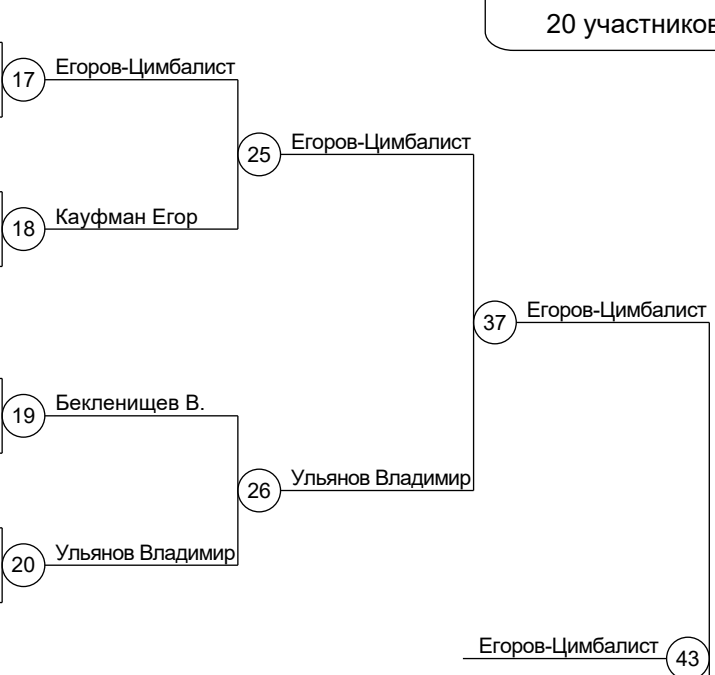 20 участников
17 Егоров-Цимбалист
25 Егоров-Цимбалист
18 Кауфман Егор
37 Егоров-Цимбалист
19 Бекленищев В.
26 Ульянов Владимир
20 Ульянов Владимир
Егоров-Цимбалист 43